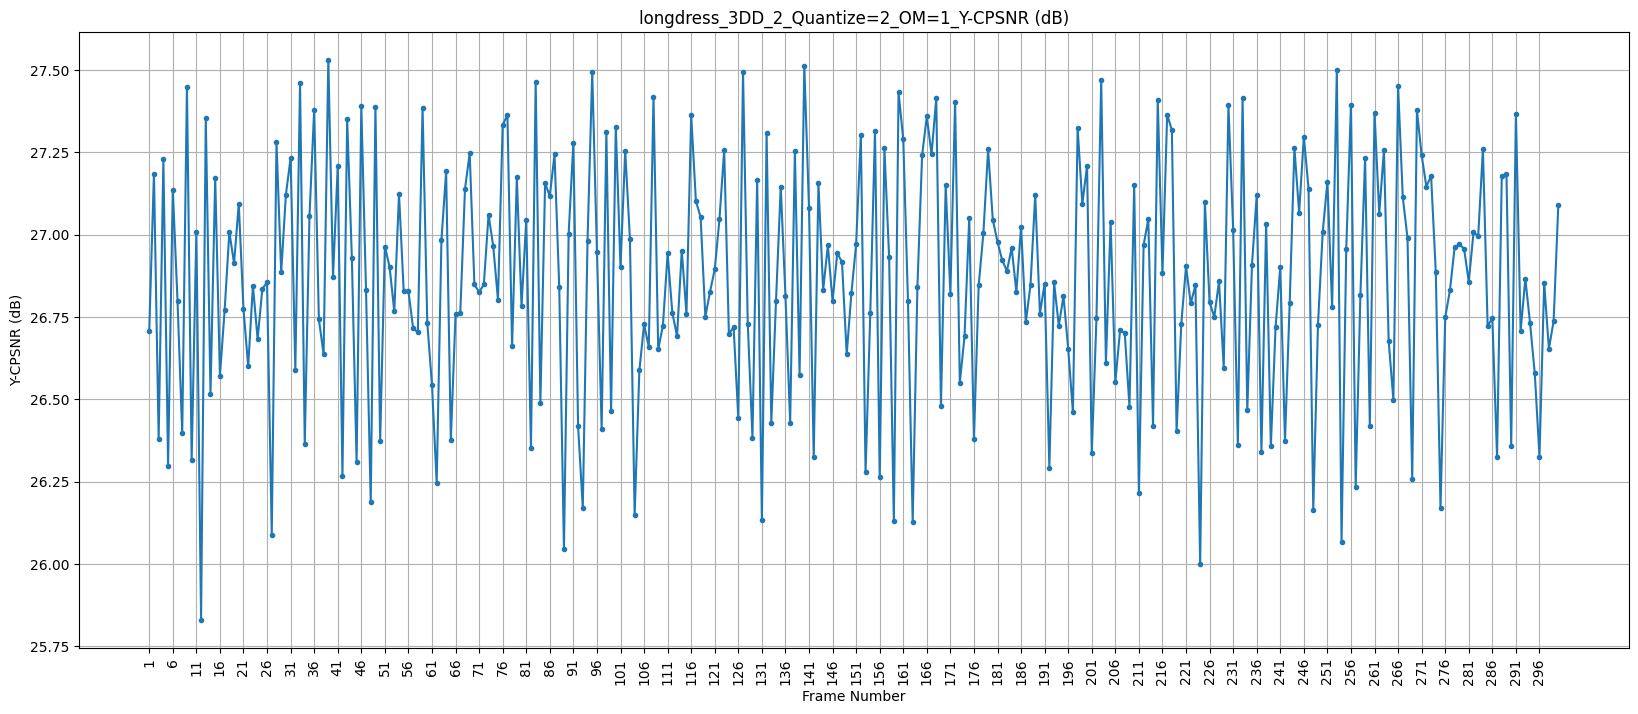 longdress_3DD_2_Quantize=2_OM=1_Y-CPSNR (dB)
Y-CPSNR (dB)
27.50
27.25
27.00
26.75
26.50
26.25
26.00
25.75
1 6 11 16 21 26 31 36 41 46 51 56 61 66 71 76 81 86 91 96 101 106 111 116 121 126 131 136 141 146 151 156 161 166 171 176 181 186 191 196 201 206 211 216 221 226 231 236 241 246 251 256 261 266 271 276 281 286 291 296
Frame Number